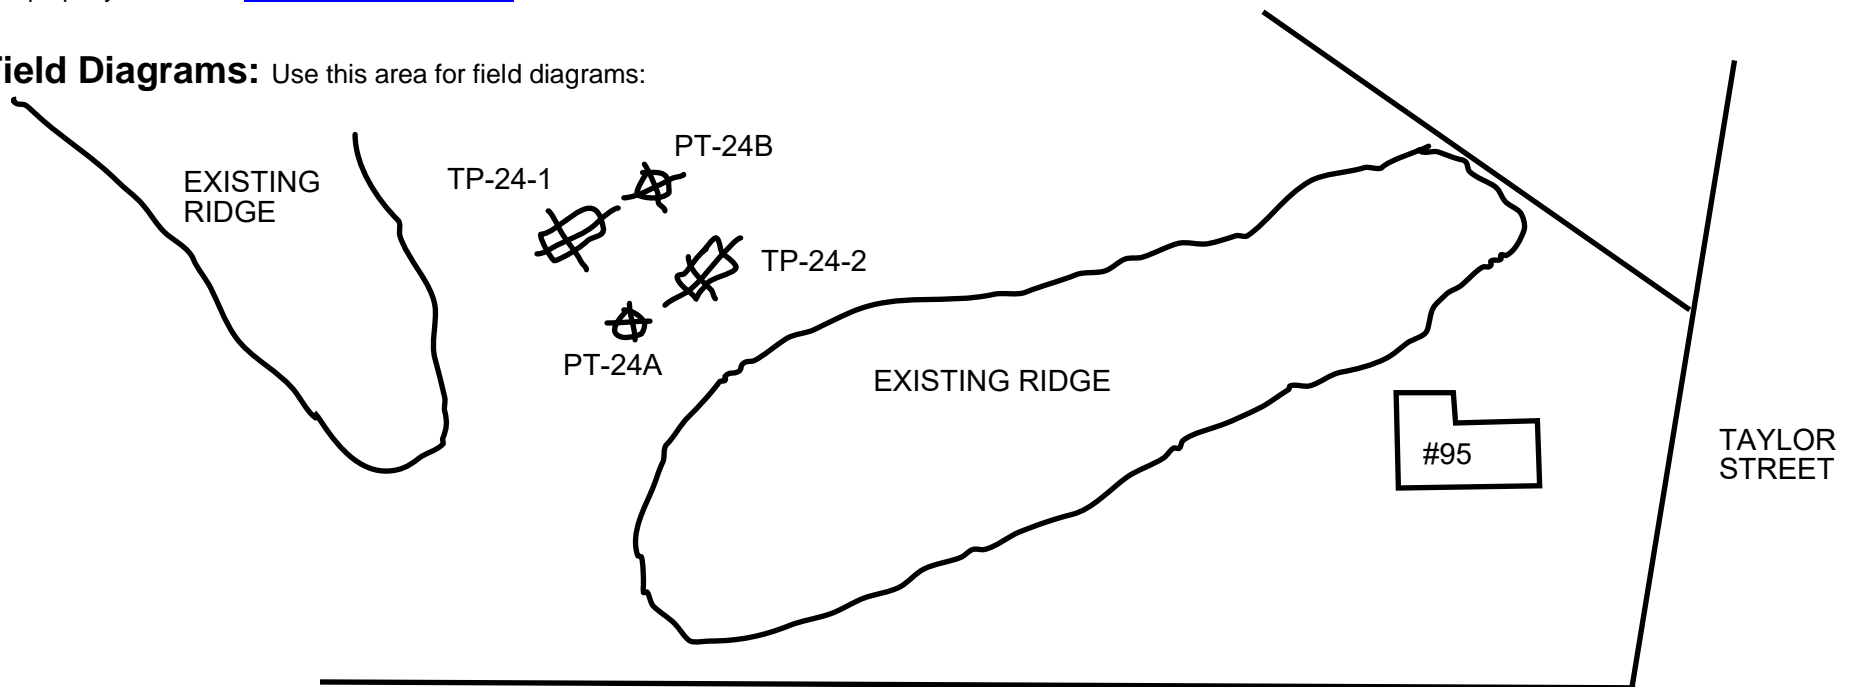 Field Diagrams: Use this area for field diagrams:
PT-24B
TP-24-1
EXISTING
RIDGE
TP-24-2
PT-24A
EXISTING RIDGE
#95
TAYLOR
STREET